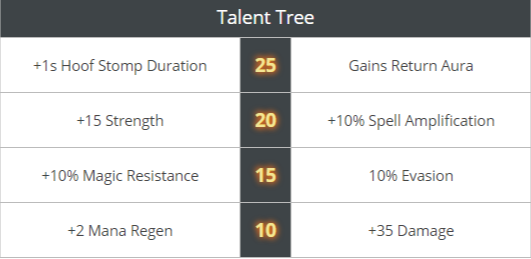 Talent Tree
+1s Hoof Stomp Duration 25 Gains Return Aura
+15 Strength 20 +10% Spell Amplification
+10% Magic Resistance 15 10% Evasion
+2 Mana Regen 10 +35 Damage